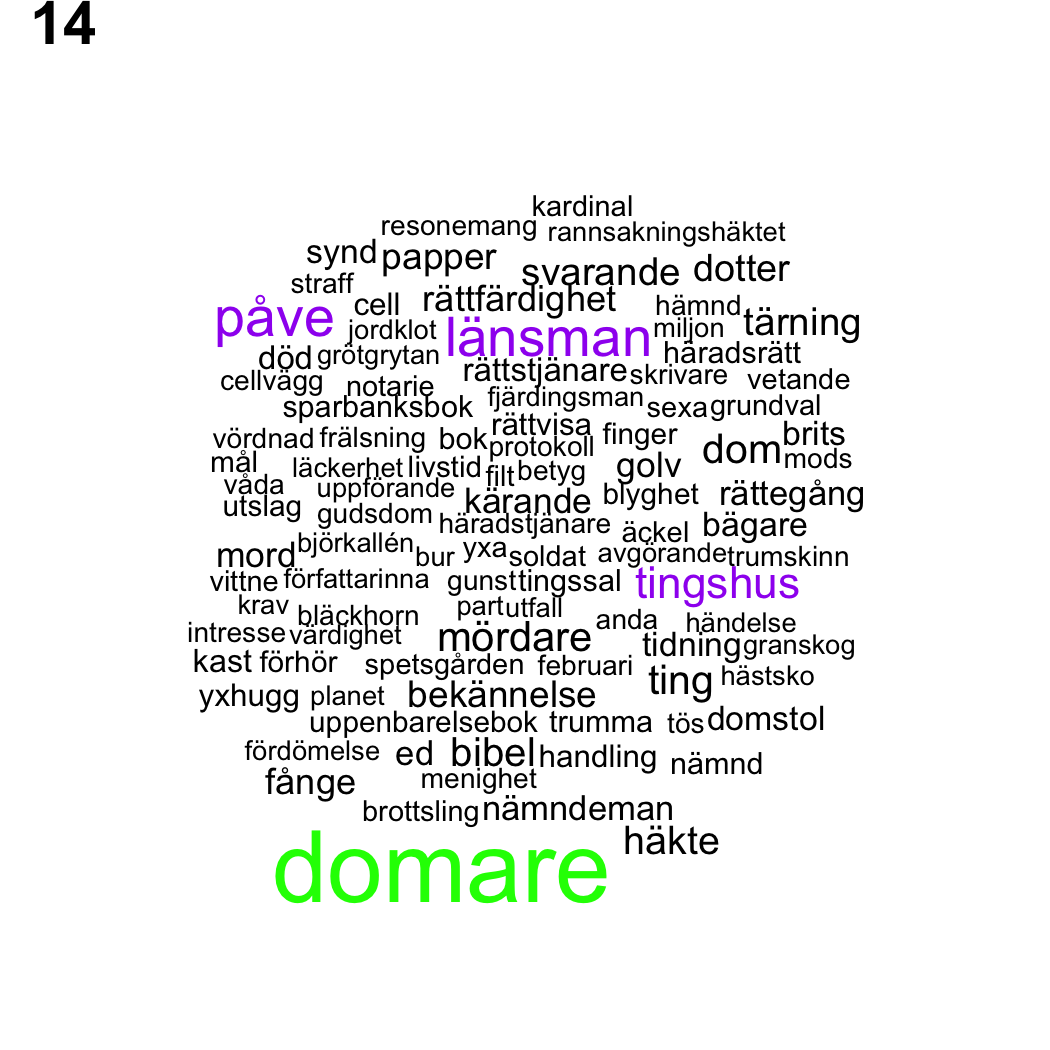 14
kardinal
resonemang rannsakningshäktet
synd papper svarande dotter
straff cell rättfärdighet hämnd
påve jordklot länsman miljon tärning
död grötgrytan häradsrätt
cellvägg notarie rättstjänare skrivare vetande
sparbanksbok fjärdingsman sexa grundval
vördnad frälsning bok rättvisa protokoll finger dom brits
mål läckerhet livstid filt betyg golv mods
våda uppförande kärande blyghet rättegång
utslag gudsdom häradstjänare äckel bägare
mord björkallén bur yxa soldat avgörande trumskinn
vittne författarinna gunst tingssal tingshus
krav bläckhorn part utfall anda händelse
intresse värdighet mördare tidning granskog
kast förhör spetsgården februari ting hästsko
yxhugg planet bekännelse
uppenbarelsebok trumma tös domstol
fördömelse ed bibel handling nämnd
fånge menighet
brottsling nämndeman
domare häkte